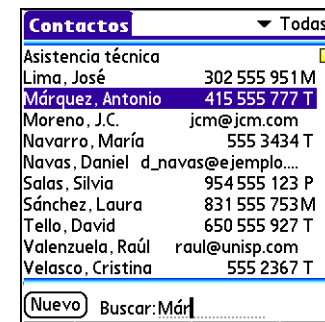 Contactos ▼ Todas
Asistencia técnica
Lima, José 302 555 951 M
Márquez, Antonio 415 555 777 T
Moreno, J.C. jcm@jcm.com
Navarro, María 555 3434 T
Navas, Daniel d_navas@ejemplo....
Salas, Silvia 954 555 123 P
Sánchez, Laura 831 555 753 M
Tello, David 650 555 927 T
Valenzuela, Raúl raul@unisp.com
Velasco, Cristina 555 2367 T
Nuevo Buscar: Már